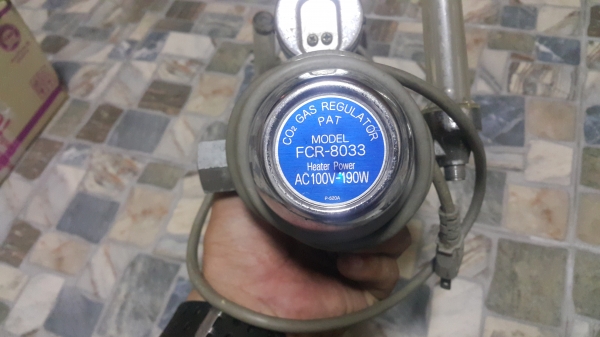 CO₂ GAS REGULATOR
PAT
MODEL
FCR-8033
Heater Power
AC100V-190W